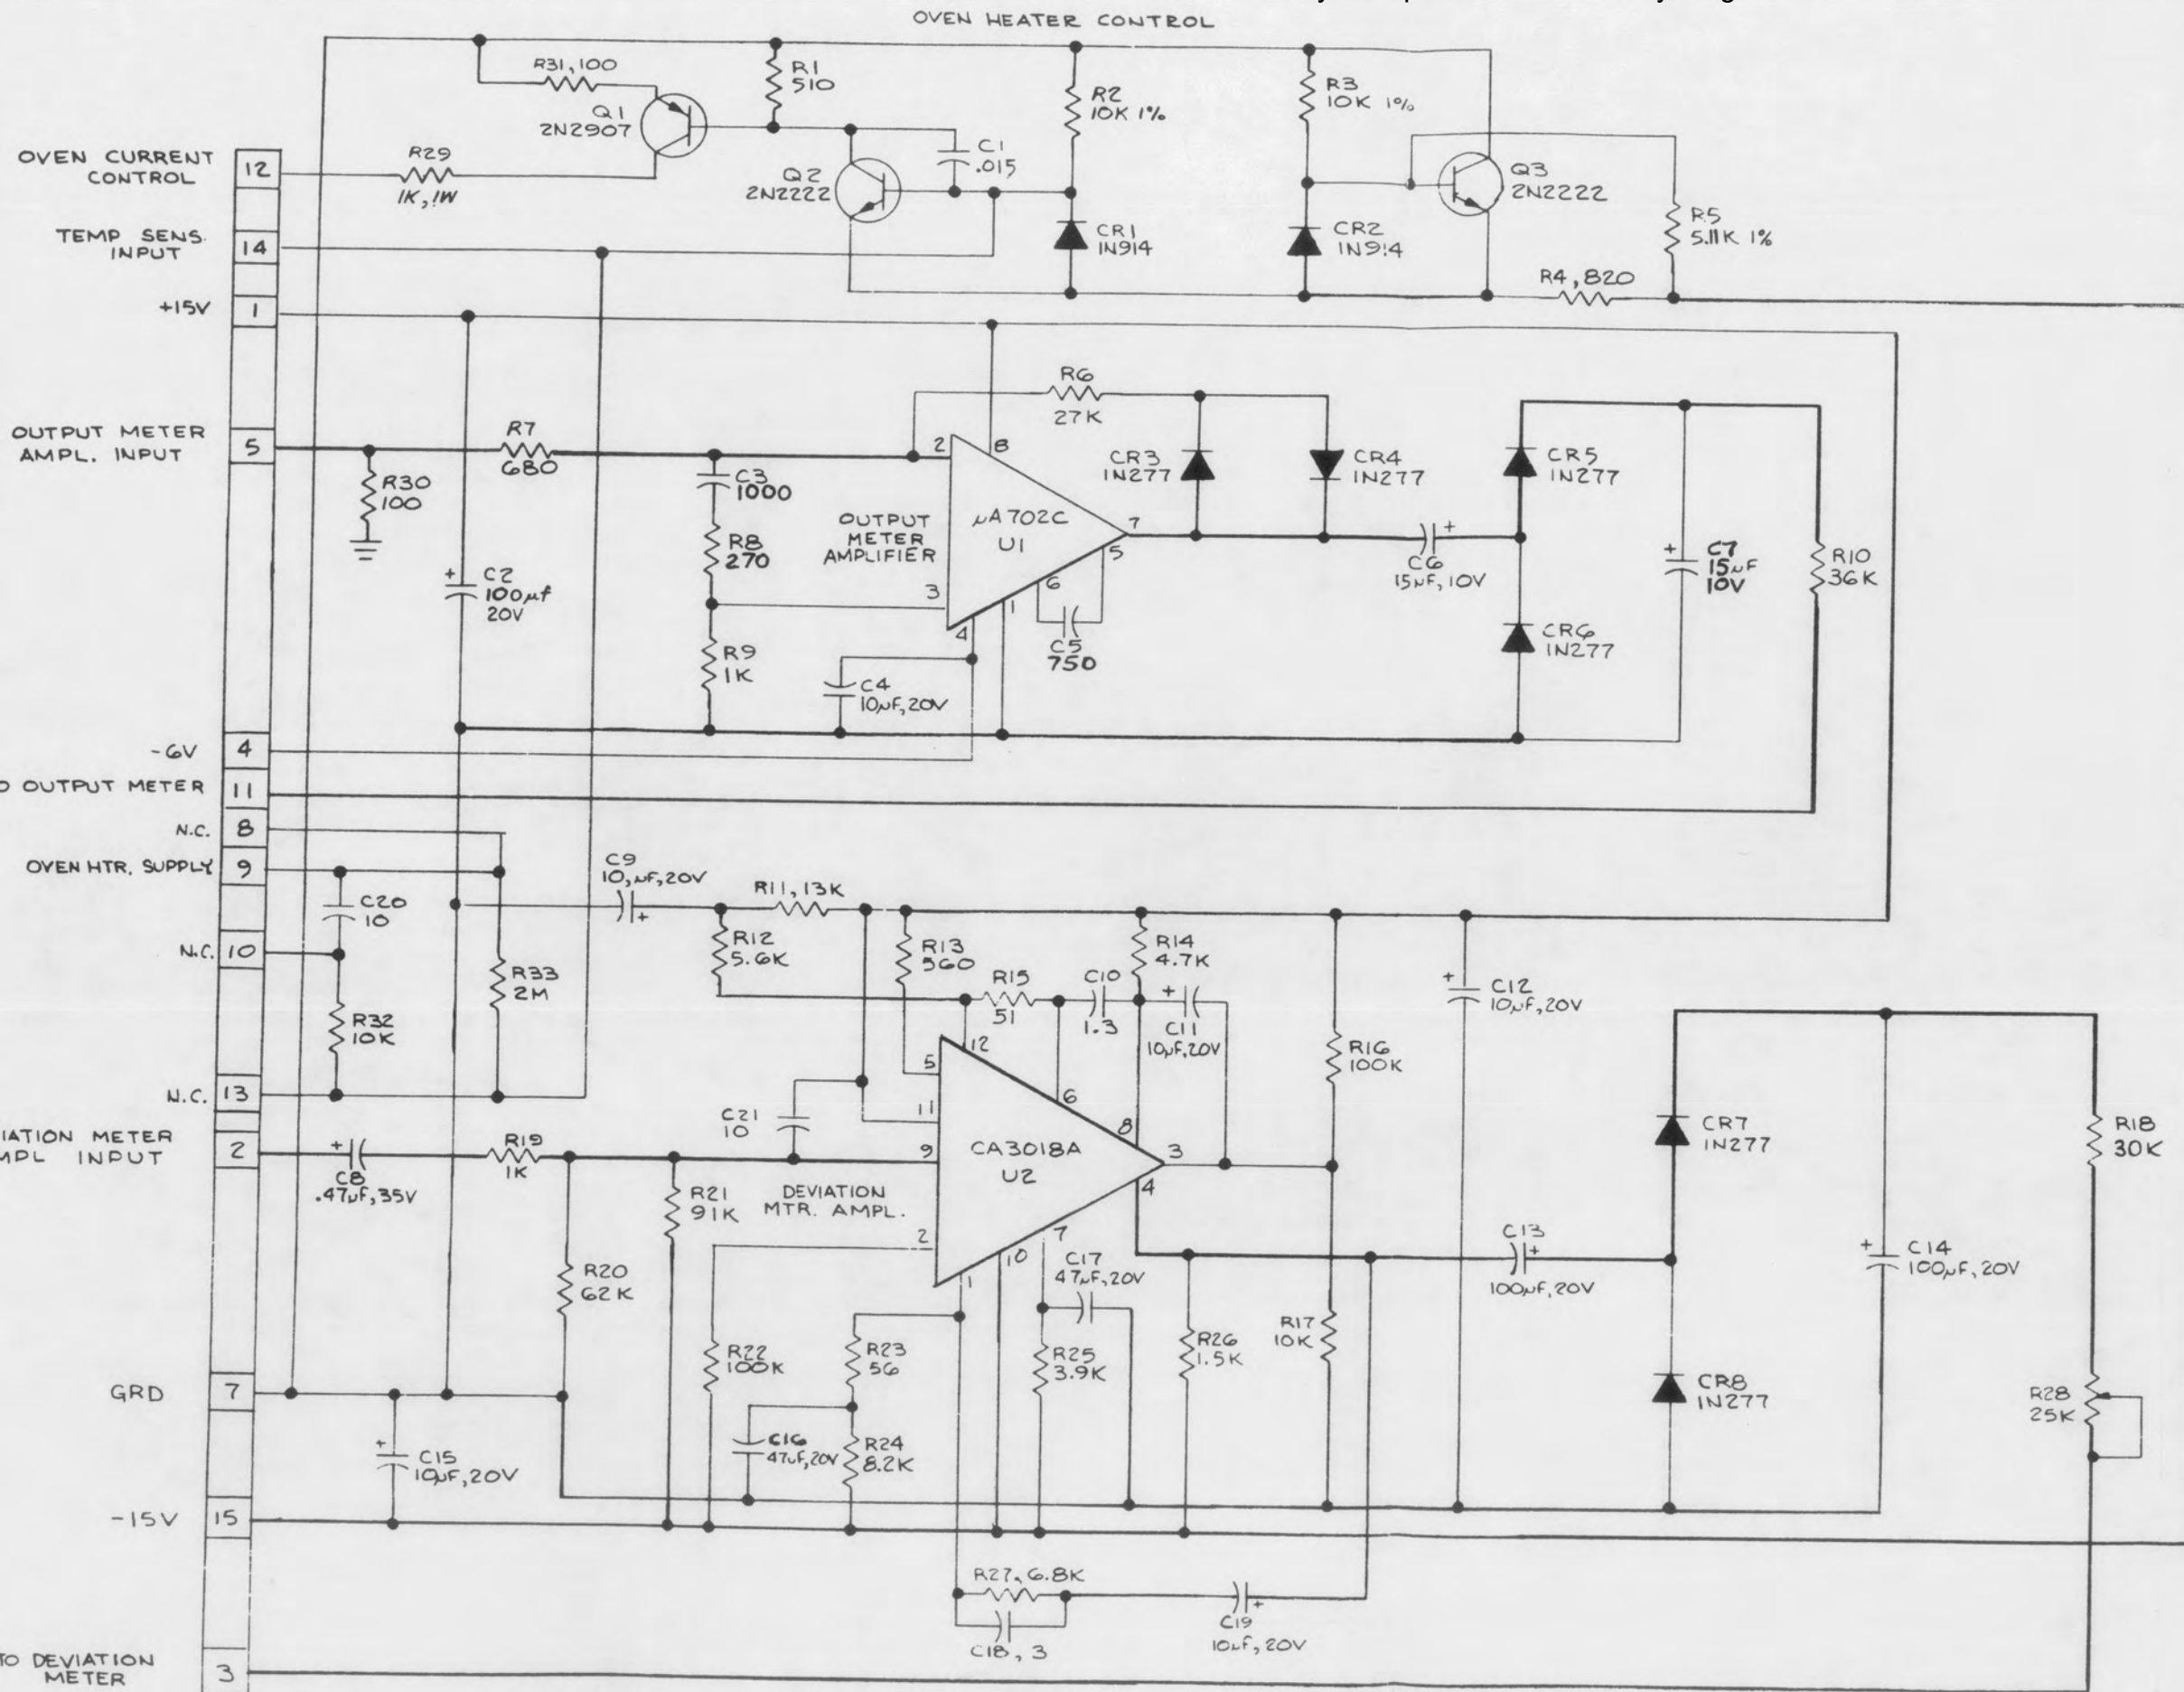 OVEN HEATER CONTROL
R31, 100
R1
510
R2
10K 1%
R3
10K 1%
Q1
2N2907
OVEN CURRENT
CONTROL
12
R29
1K, 1W
Q2
2N2222
C1
.015
Q3
2N2222
R5
5.11K 1%
TEMP SENS.
INPUT
14
CR1
1N914
CR2
1N914
R4, 820
+15V
1
R6
27K
OUTPUT METER
AMPL. INPUT
5
R7
680
R30
100
C3
1000
2
8
CR3
1N277
CR4
1N277
CR5
1N277
OUTPUT
METER
AMPLIFIER
μA702C
U1
7
5
R8
270
C6
15μF, 10V
C7
15μF
10V
R10
36K
+
C2
100μf
20V
3
6
4
1
C5
750
CR6
1N277
R9
1K
C4
10μF, 20V
-6V
4
O OUTPUT METER
11
N.C.
8
OVEN HTR. SUPPLY
9
C9
10μF, 20V
+
R11, 13K
C20
10
N.C.
10
R12
5.6K
R13
560
R14
4.7K
R15
51
C10
1.3
+
C11
10μF, 20V
+
C12
10μF, 20V
R33
2M
R32
10K
R16
100K
12
5
6
N.C.
13
C21
10
11
8
CR7
1N277
R18
30K
IATION METER
MPL INPUT
2
+
C8
.47μF, 35V
R19
1K
9
CA3018A
U2
3
4
R21
91K
DEVIATION
MTR. AMPL.
2
7
10
1
C17
47μF, 20V
C13
+
100μF, 20V
+
C14
100μF, 20V
R20
62K
R22
100K
R23
56
R25
3.9K
R26
1.5K
R17
10K
GRD
7
CR8
1N277
R28
25K
+
C15
10μF, 20V
C16
47μF, 20V
R24
8.2K
-15V
15
R27, 6.8K
C18, 3
C19
+
10μF, 20V
TO DEVIATION
METER
3